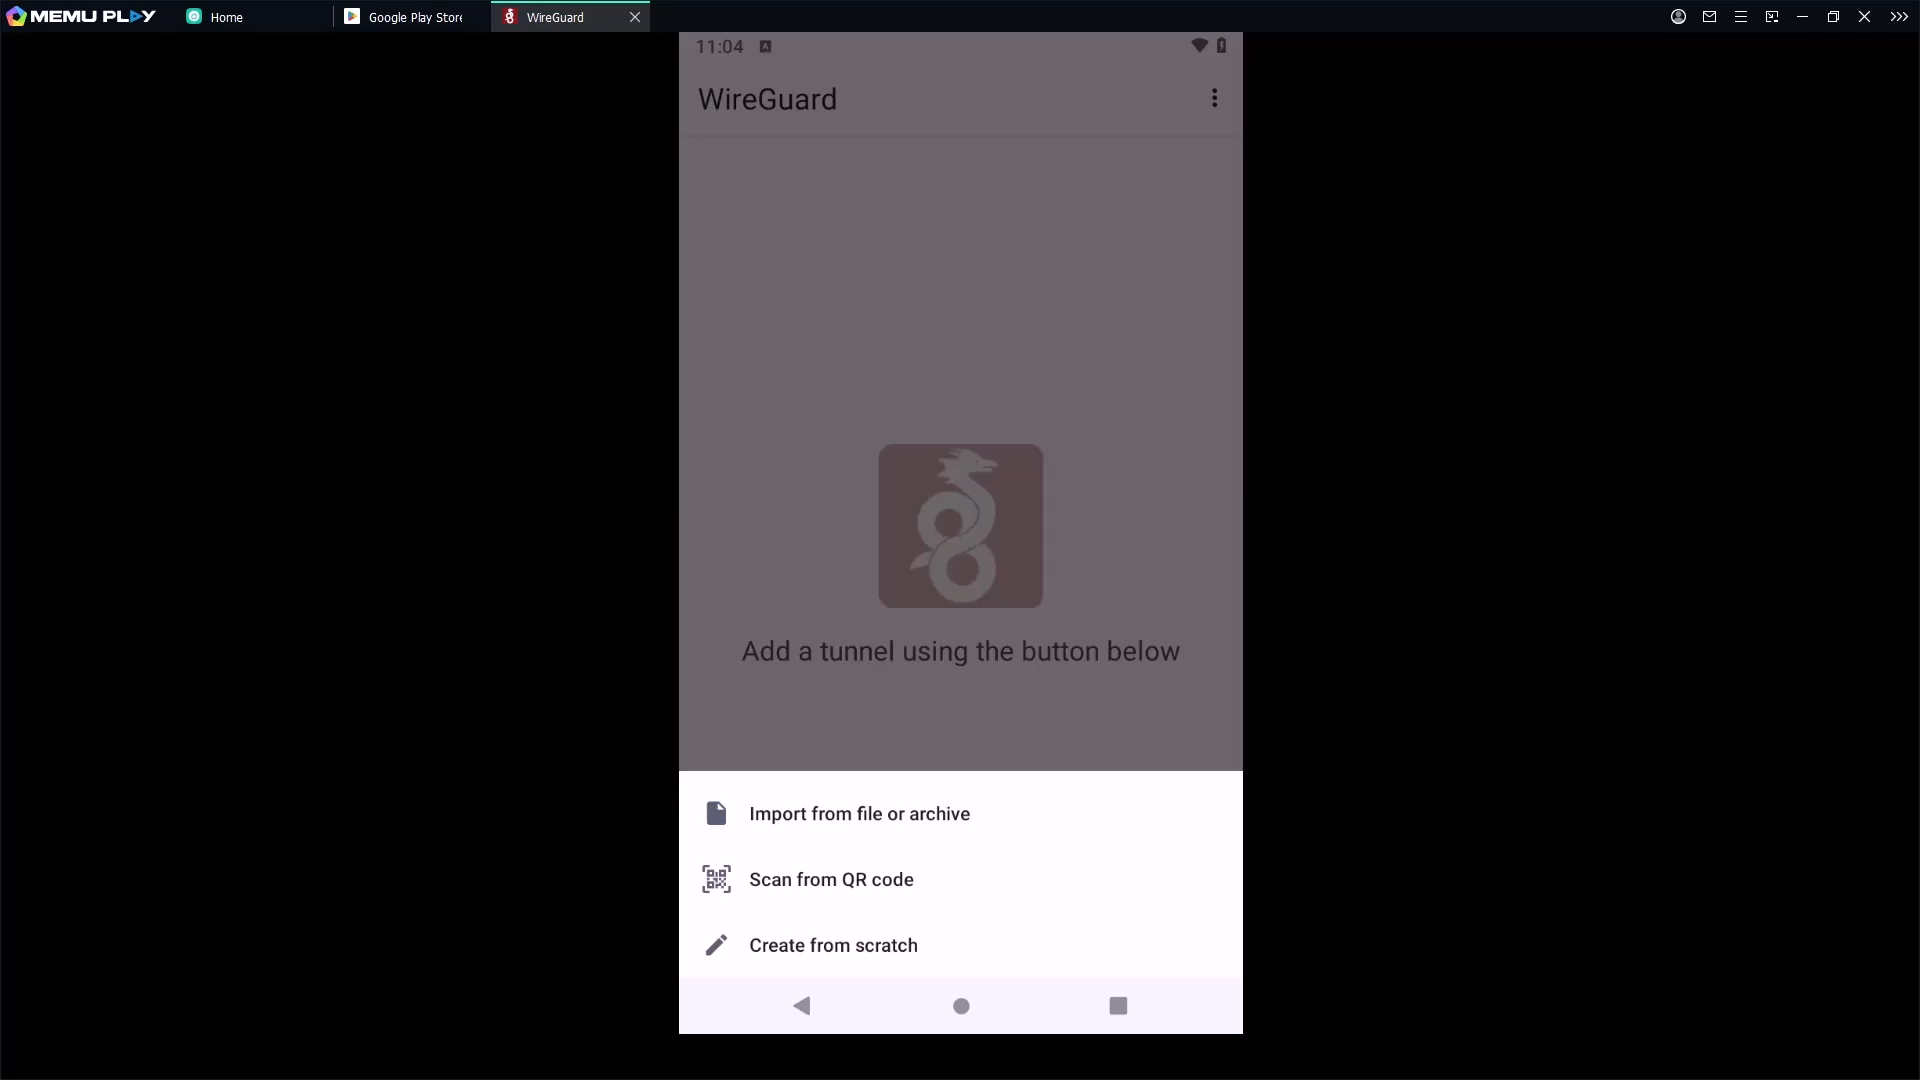 MEMU PLAY Home Google Play Store WireGuard
11:04
WireGuard
Add a tunnel using the button below
Import from file or archive
Scan from QR code
Create from scratch